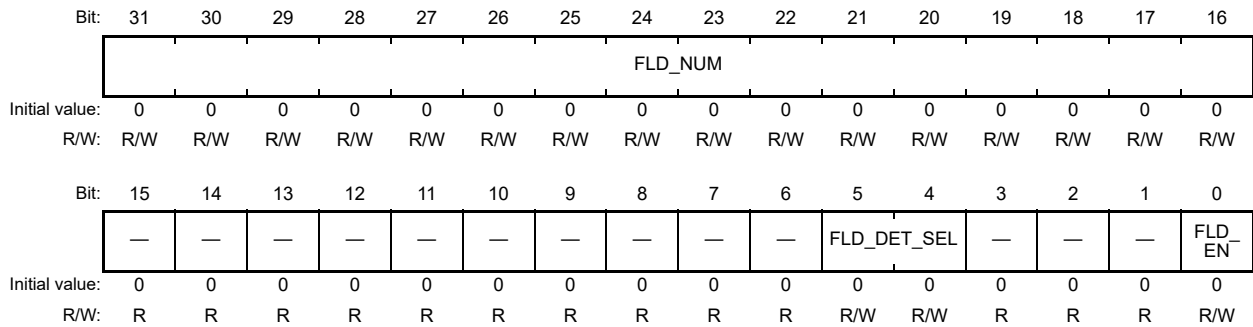 Bit: 31 30 29 28 27 26 25 24 23 22 21 20 19 18 17 16
FLD_NUM
Initial value: 0 0 0 0 0 0 0 0 0 0 0 0 0 0 0 0
R/W: R/W R/W R/W R/W R/W R/W R/W R/W R/W R/W R/W R/W R/W R/W R/W R/W
Bit: 15 14 13 12 11 10 9 8 7 6 5 4 3 2 1 0
— — — — — — — — — — FLD_DET_SEL — — — FLD_
EN
Initial value: 0 0 0 0 0 0 0 0 0 0 0 0 0 0 0 0
R/W: R R R R R R R R R R R/W R/W R R R R/W